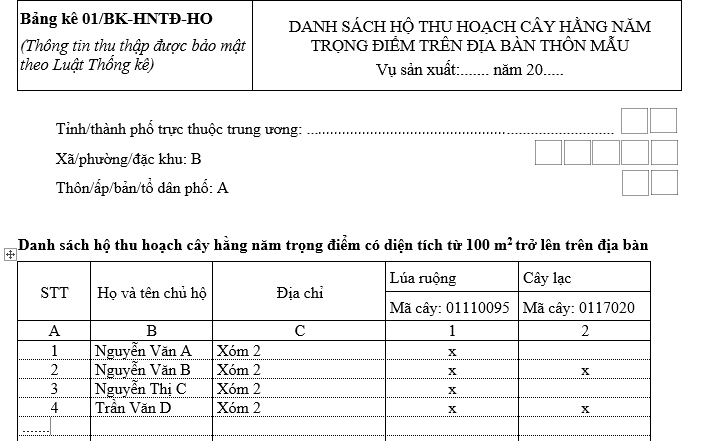 Bảng kê 01/BK-HNTĐ-HO
(Thông tin thu thập được bảo mật
theo Luật Thống kê)
DANH SÁCH HỘ THU HOẠCH CÂY HẰNG NĂM
TRỌNG ĐIỂM TRÊN ĐỊA BÀN THÔN MẪU
Vụ sản xuất:....... năm 20.....
Tỉnh/thành phố trực thuộc trung ương: ................................................................................
Xã/phường/đặc khu: B
Thôn/ấp/bản/tổ dân phố: A
Danh sách hộ thu hoạch cây hằng năm trọng điểm có diện tích từ 100 m² trở lên trên địa bàn
STT Họ và tên chủ hộ Địa chỉ Lúa ruộng Cây lạc
Mã cây: 01110095 Mã cây: 0117020
A B C 1 2
1 Nguyễn Văn A Xóm 2 x
2 Nguyễn Văn B Xóm 2 x x
3 Nguyễn Thị C Xóm 2 x
4 Trần Văn D Xóm 2 x x
.......